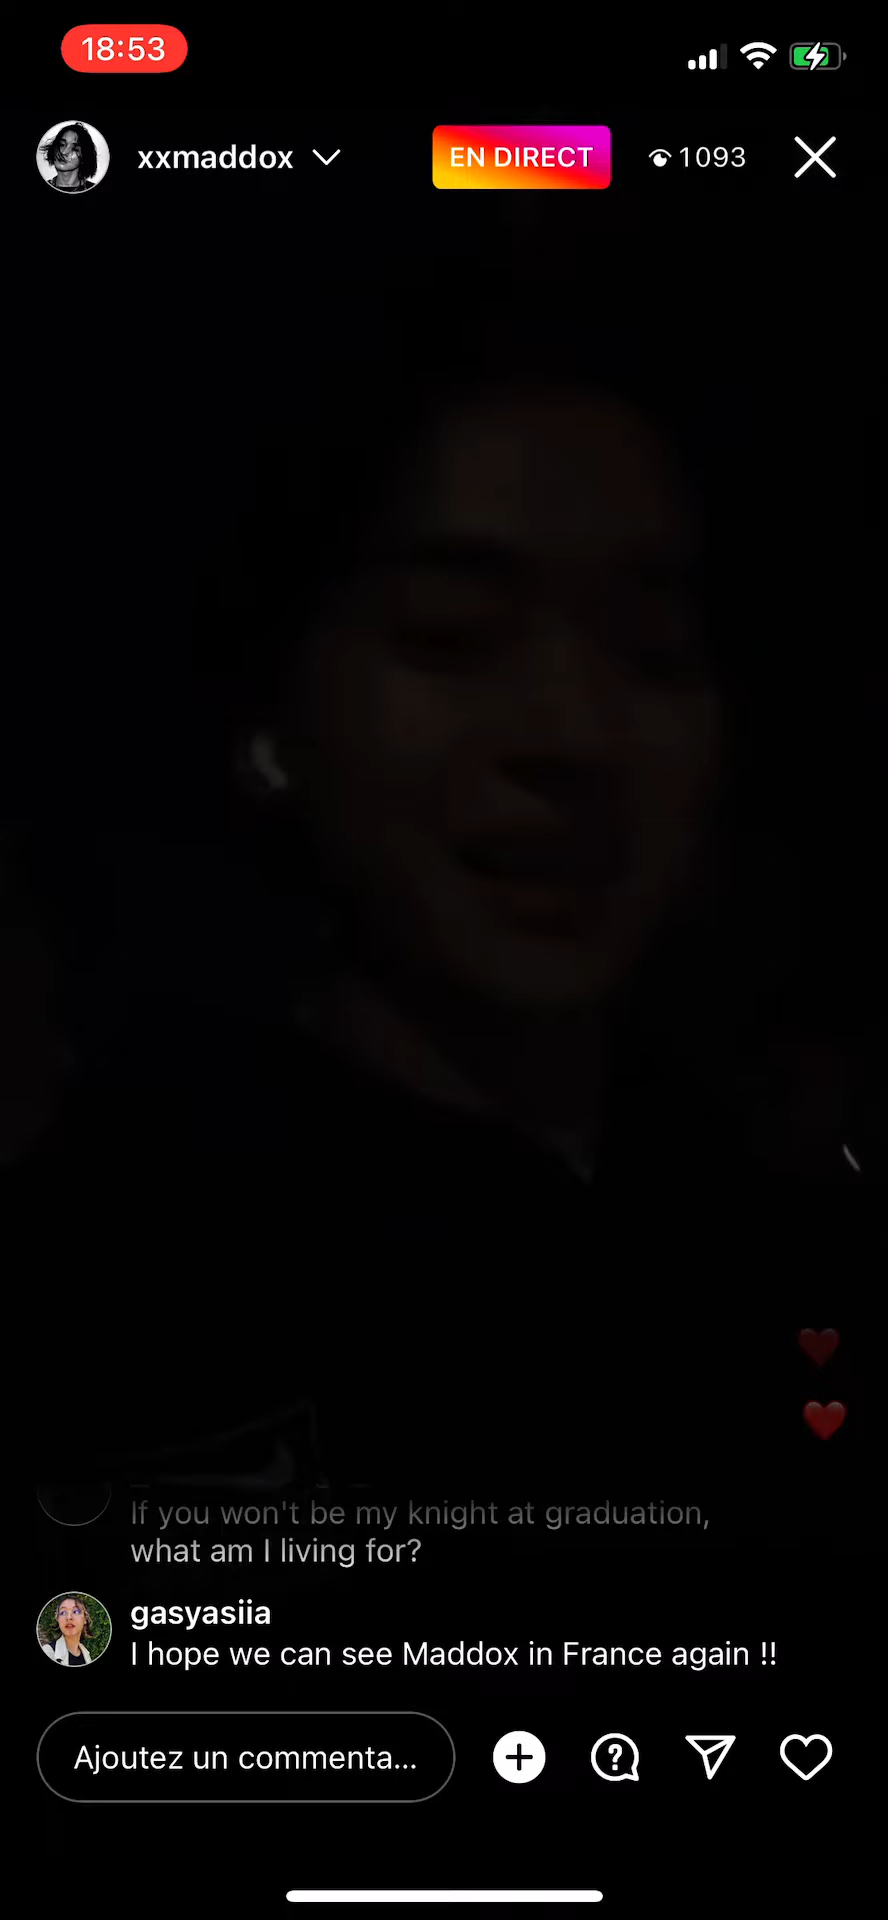 18:53
xxmaddox
EN DIRECT
1093
If you won't be my knight at graduation,
what am I living for?
gasyasiia
I hope we can see Maddox in France again !!
Ajoutez un commenta...